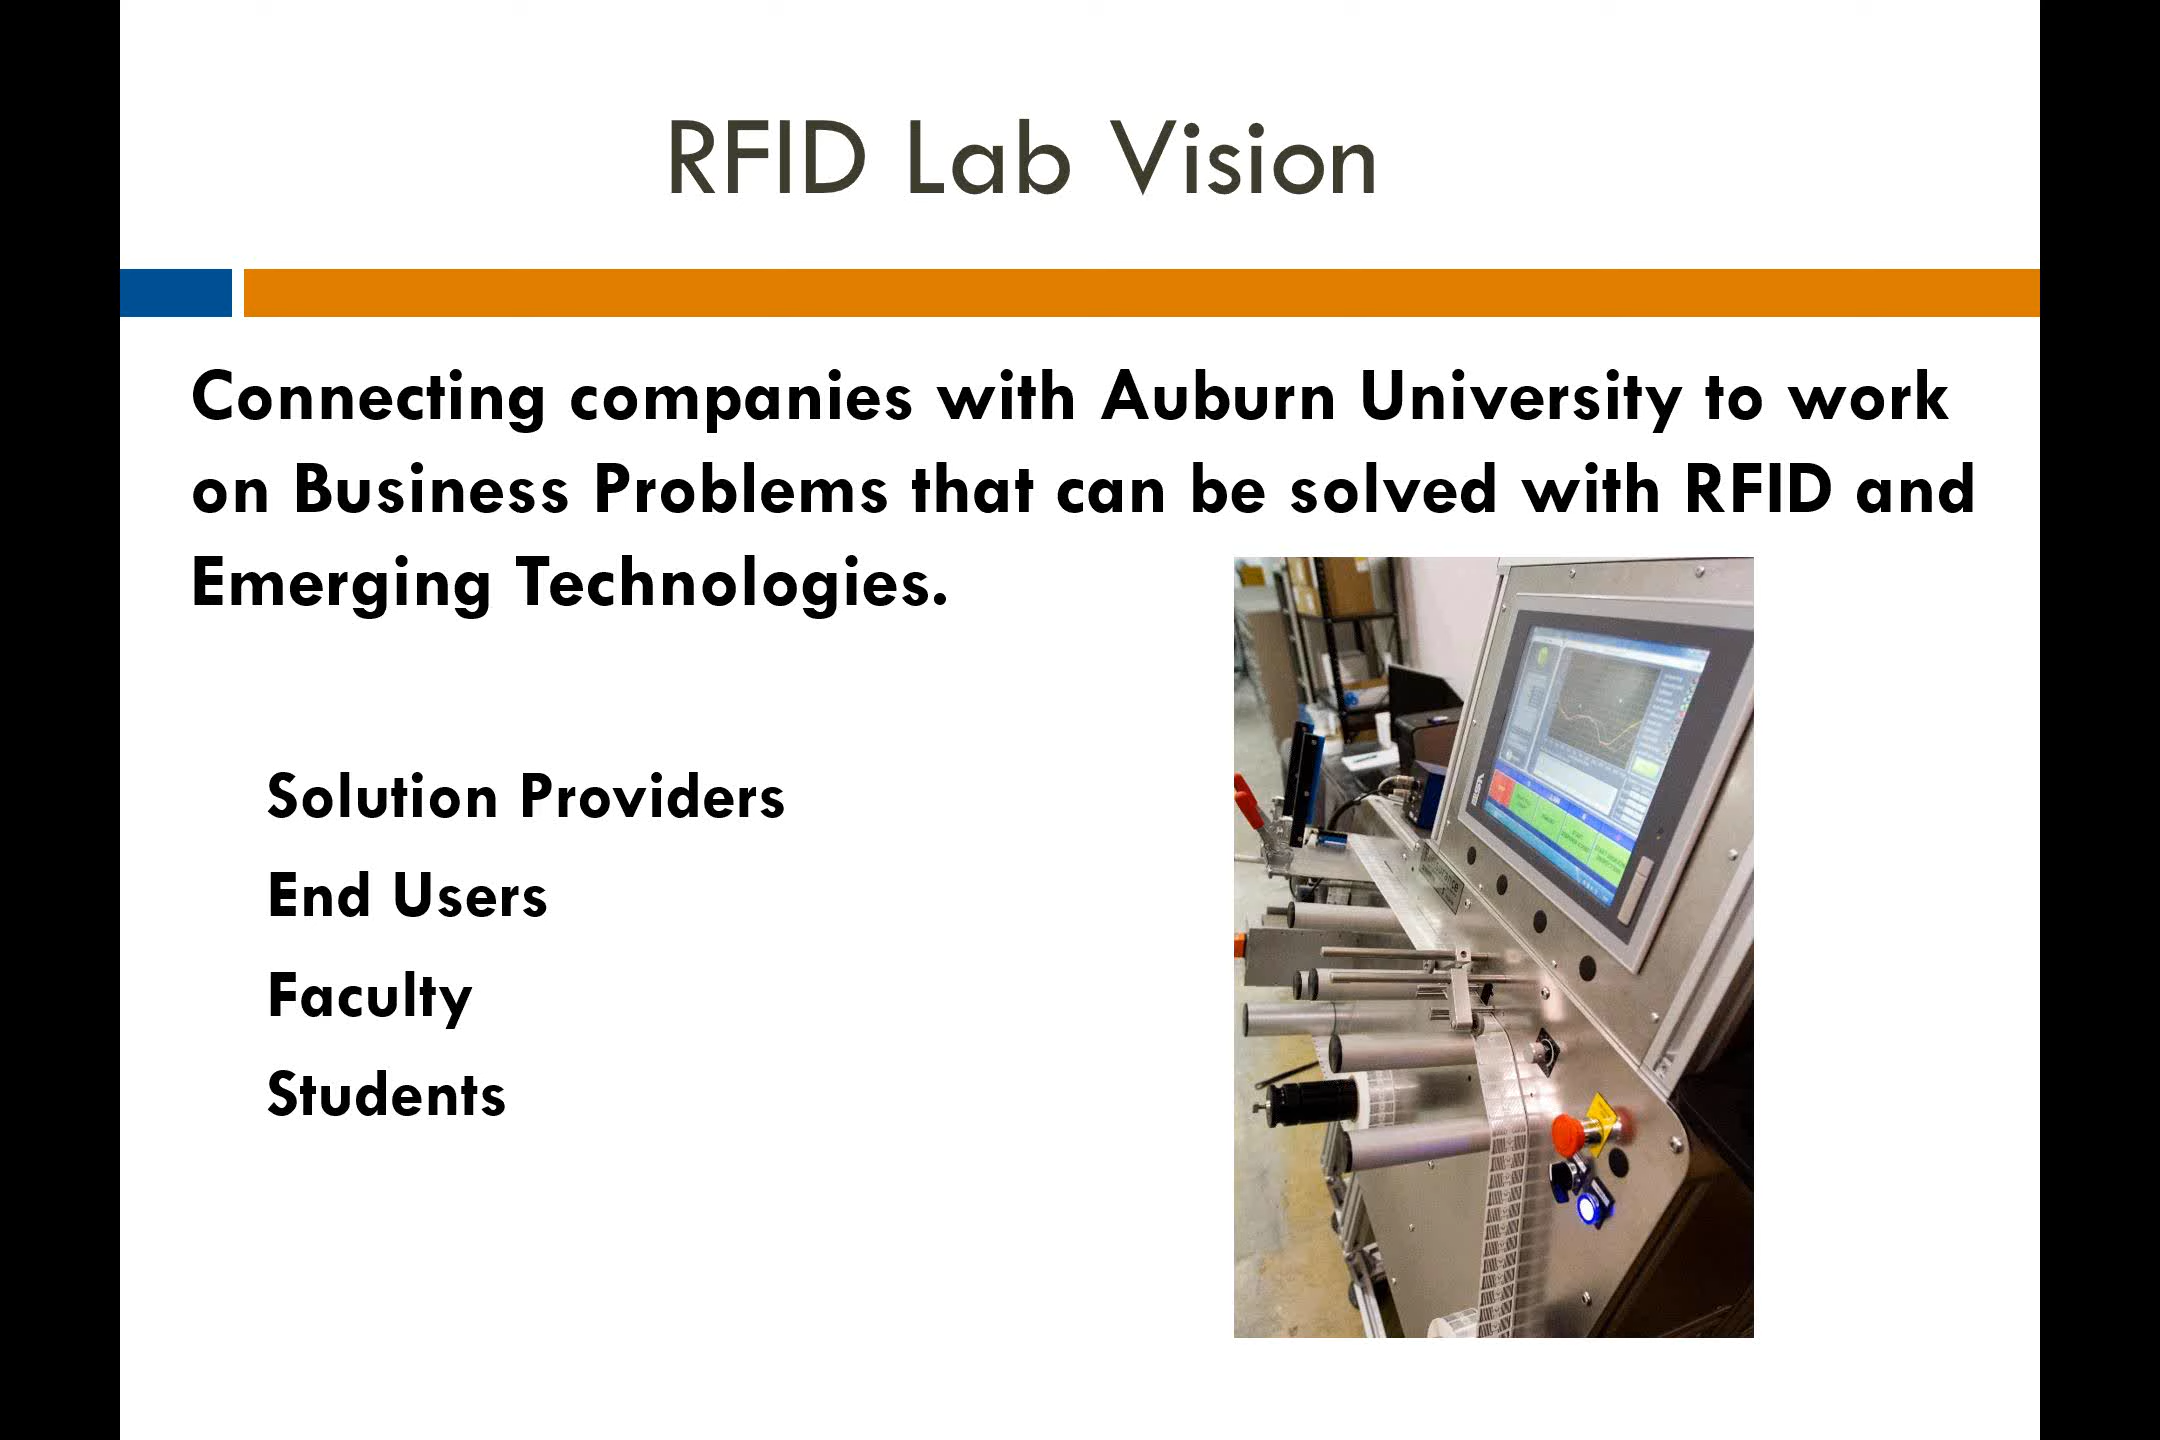 RFID Lab Vision
Connecting companies with Auburn University to work
on Business Problems that can be solved with RFID and
Emerging Technologies.
Solution Providers
End Users
Faculty
Students